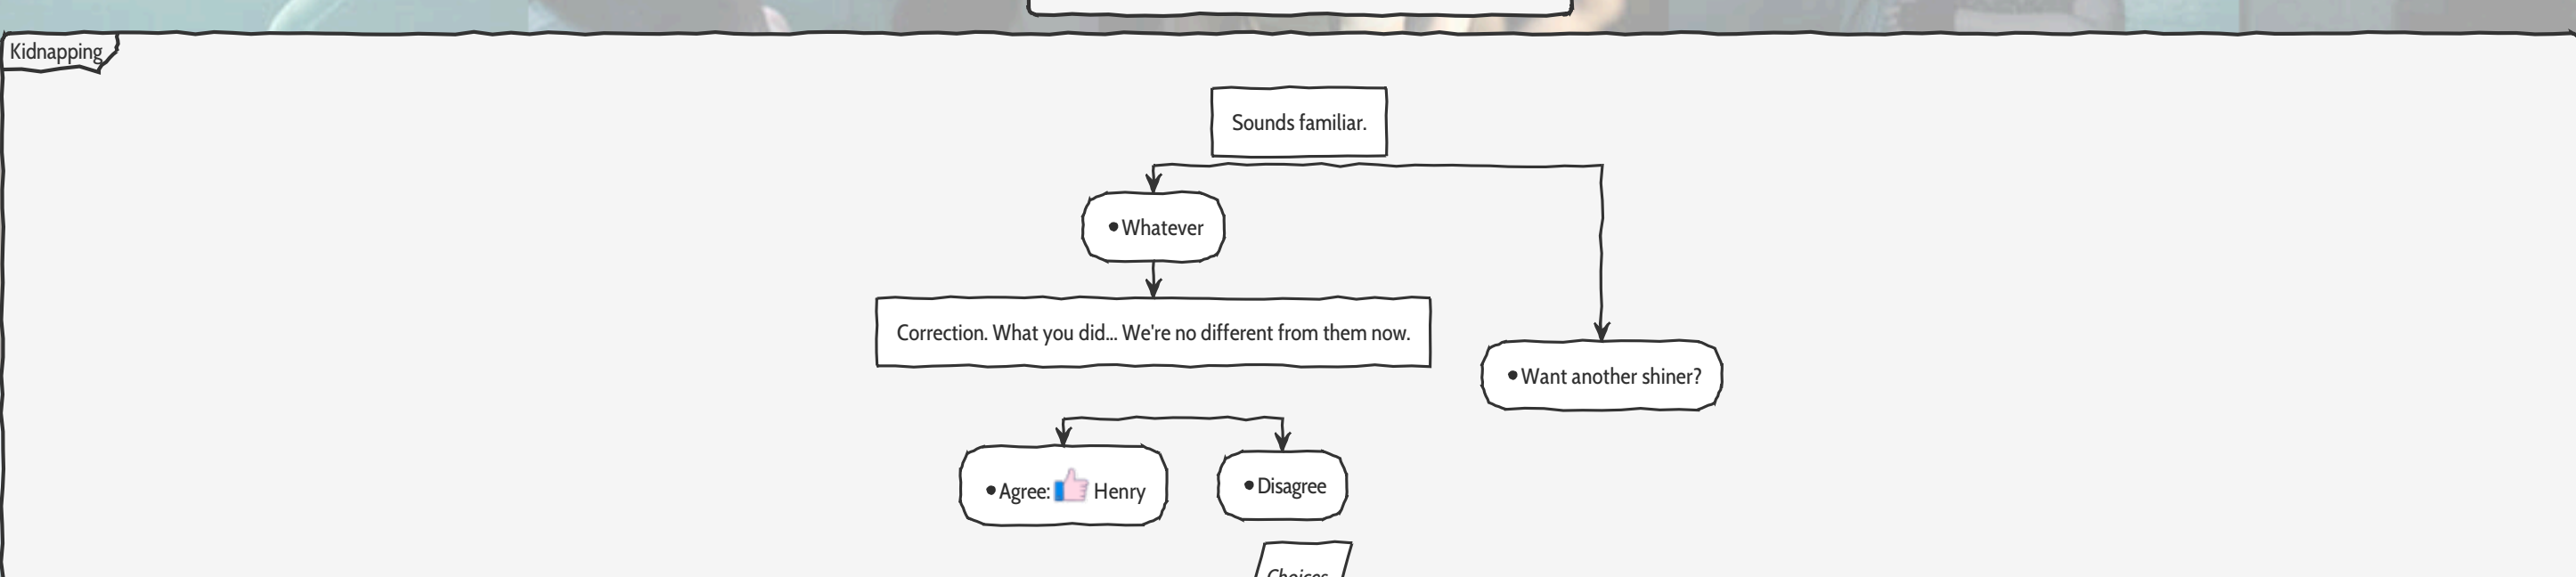 Kidnapping
Sounds familiar.
•Whatever
Correction. What you did... We're no different from them now.
•Want another shiner?
•Agree: Henry
•Disagree
Choices